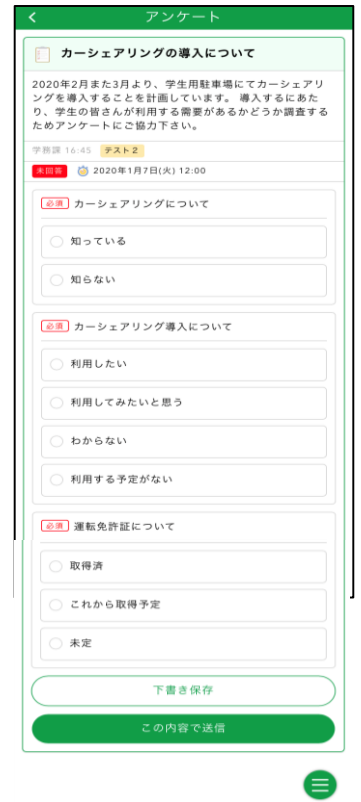 アンケート
カーシェアリングの導入について
2020年2月また3月より、学生用駐車場にてカーシェアリ
ングを導入することを計画しています。 導入するにあた
り、学生の皆さんが利用する需要があるかどうか調査する
ためアンケートにご協力下さい。
学務課 16:45 テスト2
未回答 2020年1月7日(火) 12:00
必須 カーシェアリングについて
知っている
知らない
必須 カーシェアリング導入について
利用したい
利用してみたいと思う
わからない
利用する予定がない
必須 運転免許証について
取得済
これから取得予定
未定
下書き保存
この内容で送信